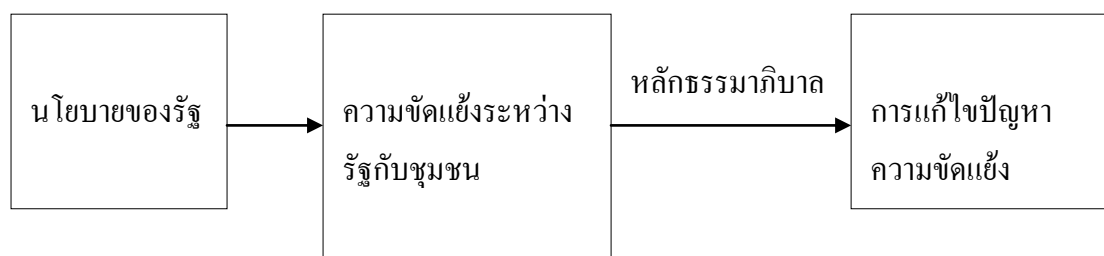 นโยบายของรัฐ
ความขัดแย้งระหว่าง
รัฐกับชุมชน
หลักธรรมาภิบาล
การแก้ไขปัญหา
ความขัดแย้ง